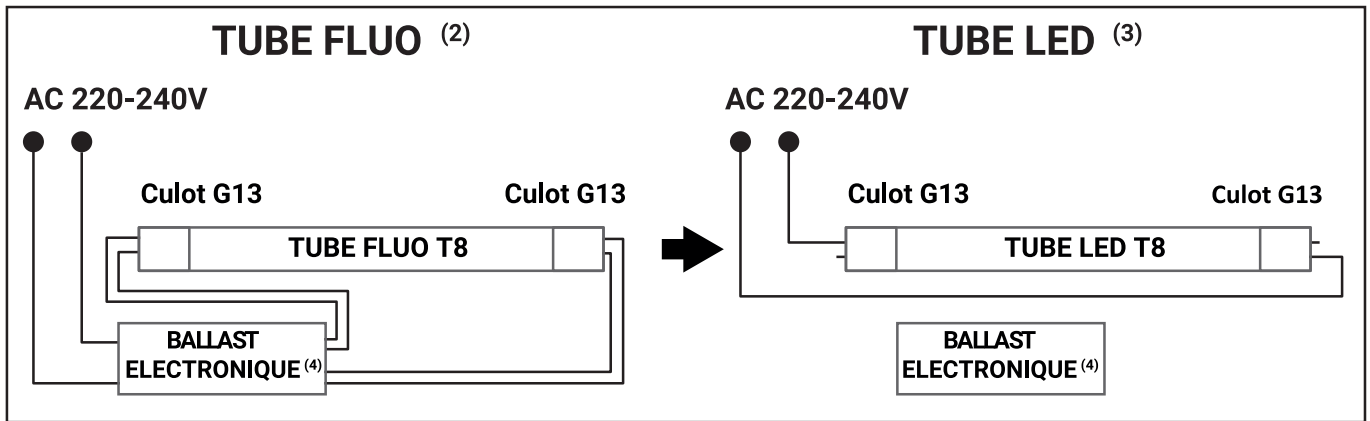 TUBE FLUO (2)
AC 220-240V
Culot G13
Culot G13
TUBE FLUO T8
BALLAST
ELECTRONIQUE (4)
TUBE LED (3)
AC 220-240V
Culot G13
Culot G13
TUBE LED T8
BALLAST
ELECTRONIQUE (4)